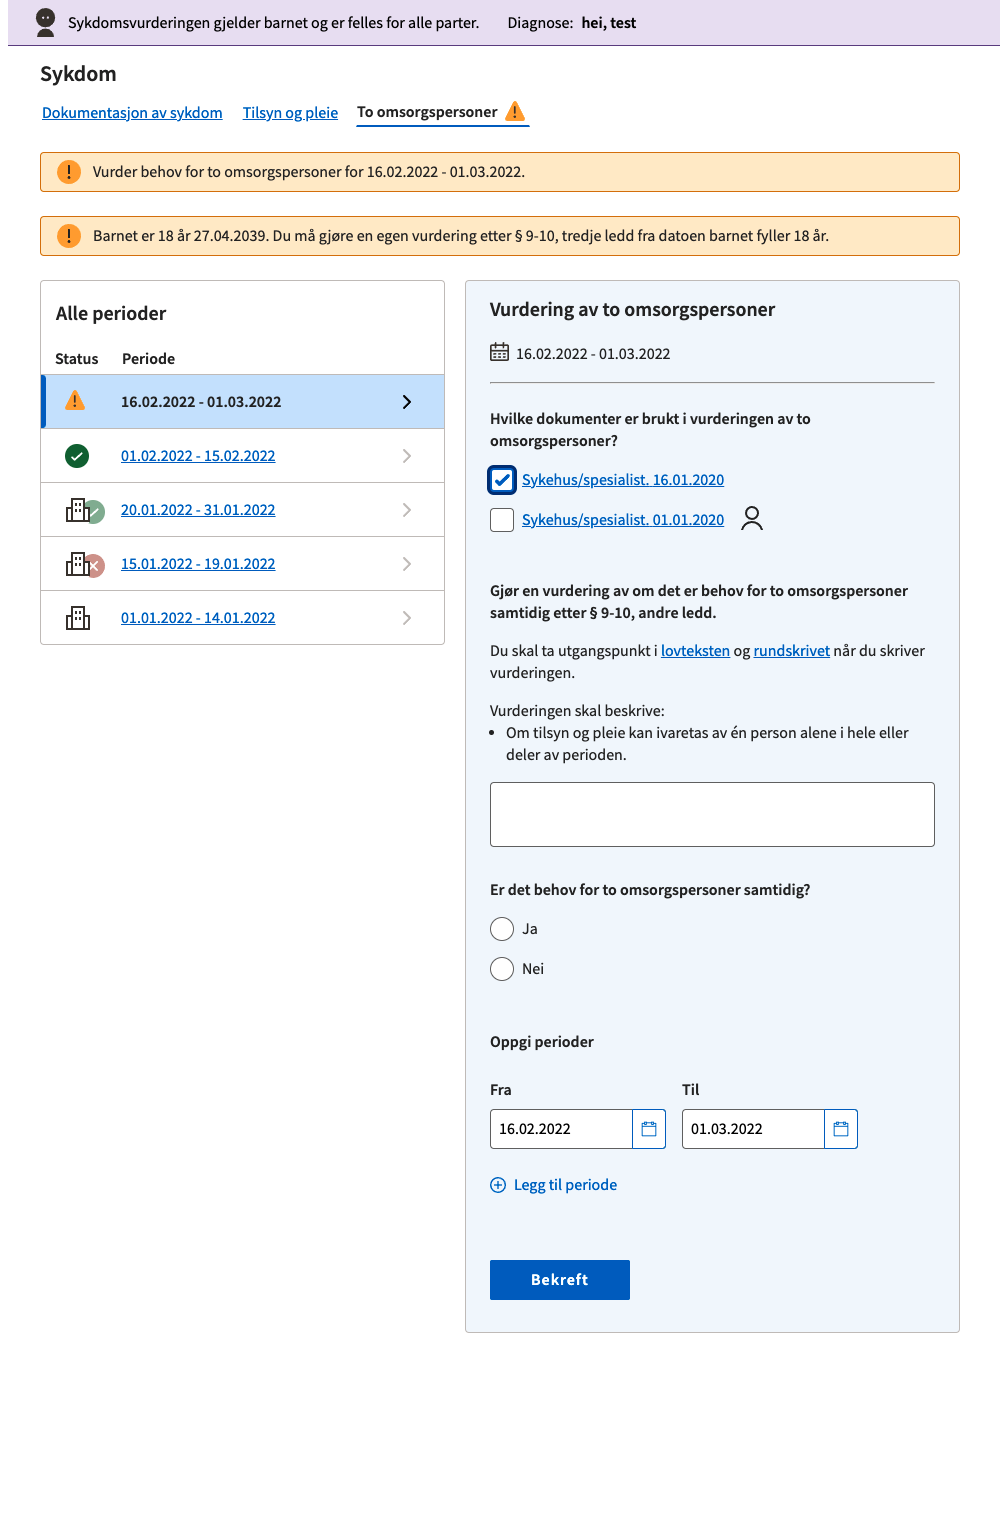 Sykdomsvurderingen gjelder barnet og er felles for alle parter. Diagnose: hei, test
Sykdom
Dokumentasjon av sykdom Tilsyn og pleie To omsorgspersoner
Vurder behov for to omsorgspersoner for 16.02.2022 - 01.03.2022.
Barnet er 18 år 27.04.2039. Du må gjøre en egen vurdering etter § 9-10, tredje ledd fra datoen barnet fyller 18 år.
Alle perioder
Status Periode
16.02.2022 - 01.03.2022
01.02.2022 - 15.02.2022
20.01.2022 - 31.01.2022
15.01.2022 - 19.01.2022
01.01.2022 - 14.01.2022
Vurdering av to omsorgspersoner
16.02.2022 - 01.03.2022
Hvilke dokumenter er brukt i vurderingen av to
omsorgspersoner?
Sykehus/spesialist. 16.01.2020
Sykehus/spesialist. 01.01.2020
Gjør en vurdering av om det er behov for to omsorgspersoner
samtidig etter § 9-10, andre ledd.
Du skal ta utgangspunkt i lovteksten og rundskrivet når du skriver
vurderingen.
Vurderingen skal beskrive:
• Om tilsyn og pleie kan ivaretas av én person alene i hele eller
deler av perioden.
Er det behov for to omsorgspersoner samtidig?
Ja
Nei
Oppgi perioder
Fra Til
16.02.2022 01.03.2022
Legg til periode
Bekreft